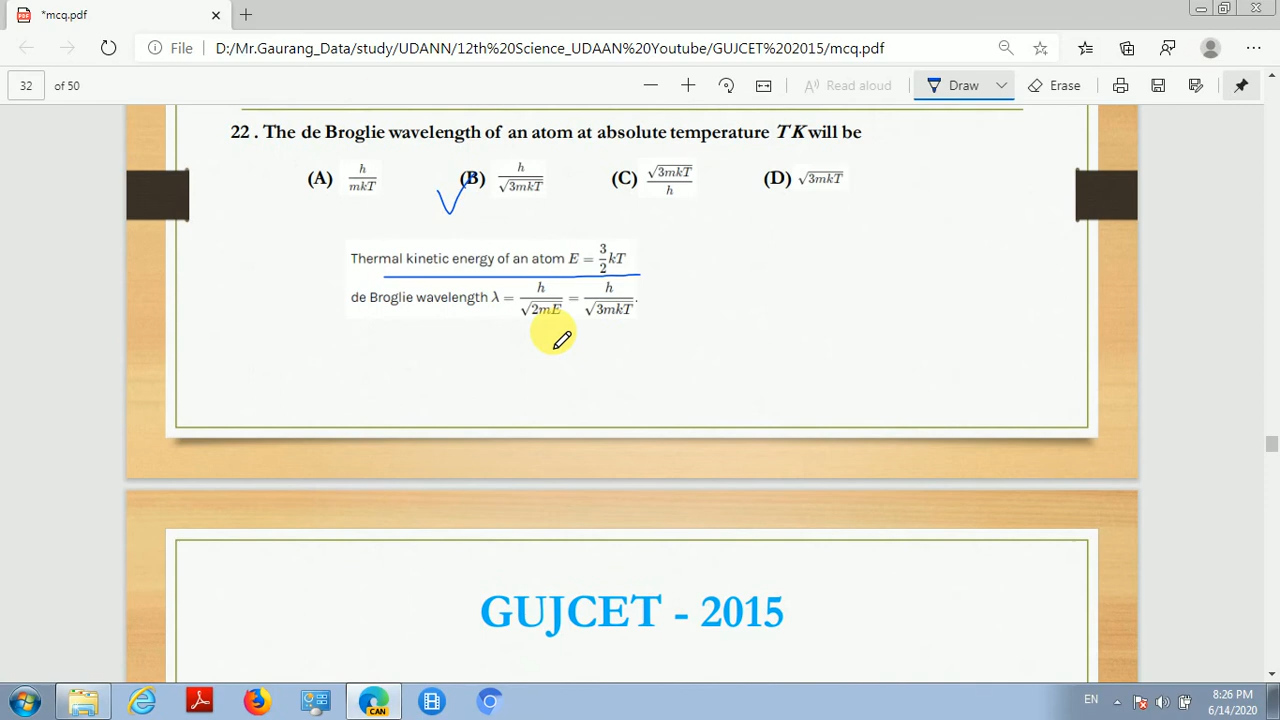 *mcq.pdf
File D:/Mr.Gaurang_Data/study/UDANN/12th%20Science_UDAAN%20Youtube/GUJCET%202015/mcq.pdf
32 of 50 Read aloud Draw Erase
22 . The de Broglie wavelength of an atom at absolute temperature T K will be
(A) h/mkT (B) h/√3mkT (C) √3mkT/h (D) √3mkT
Thermal kinetic energy of an atom E = 3/2 kT
de Broglie wavelength λ = h/√2mE = h/√3mkT.
GUJCET - 2015
CAN
EN
8:26 PM
6/14/2020